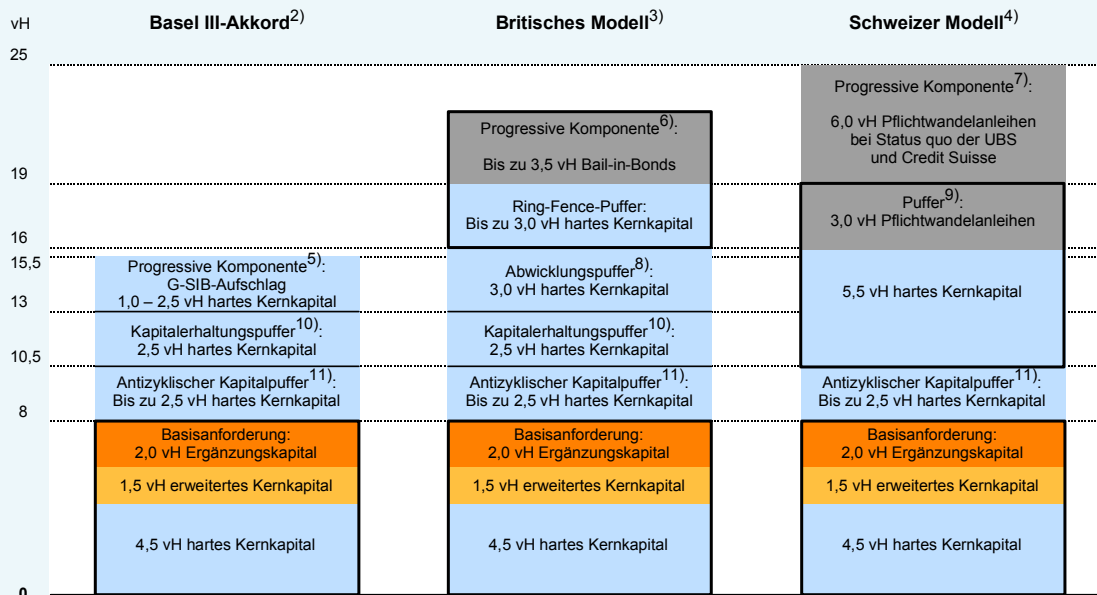 vH
Basel III-Akkord2)
Britisches Modell3)
Schweizer Modell4)
25
19
16
15,5
13
10,5
8
0
Progressive Komponente5):
G-SIB-Aufschlag
1,0 – 2,5 vH hartes Kernkapital
Kapitalerhaltungspuffer10):
2,5 vH hartes Kernkapital
Antizyklischer Kapitalpuffer11):
Bis zu 2,5 vH hartes Kernkapital
Basisanforderung:
2,0 vH Ergänzungskapital
1,5 vH erweitertes Kernkapital
4,5 vH hartes Kernkapital
Progressive Komponente6):
Bis zu 3,5 vH Bail-in-Bonds
Ring-Fence-Puffer:
Bis zu 3,0 vH hartes Kernkapital
Abwicklungspuffer8):
3,0 vH hartes Kernkapital
Kapitalerhaltungspuffer10):
2,5 vH hartes Kernkapital
Antizyklischer Kapitalpuffer11):
Bis zu 2,5 vH hartes Kernkapital
Basisanforderung:
2,0 vH Ergänzungskapital
1,5 vH erweitertes Kernkapital
4,5 vH hartes Kernkapital
Progressive Komponente7):
6,0 vH Pflichtwandelanleihen
bei Status quo der UBS
und Credit Suisse
Puffer9):
3,0 vH Pflichtwandelanleihen
5,5 vH hartes Kernkapital
Antizyklischer Kapitalpuffer11):
Bis zu 2,5 vH hartes Kernkapital
Basisanforderung:
2,0 vH Ergänzungskapital
1,5 vH erweitertes Kernkapital
4,5 vH hartes Kernkapital